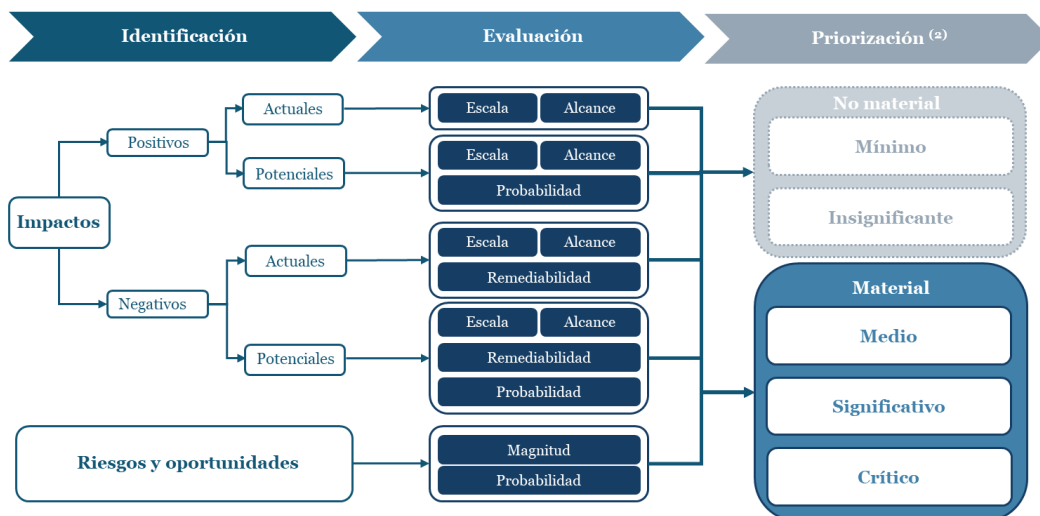 Identificación
Evaluación
Priorización (2)
Impactos
Positivos
Negativos
Actuales
Potenciales
Actuales
Potenciales
Riesgos y oportunidades
Escala Alcance
Escala Alcance
Probabilidad
Escala Alcance
Remediabilidad
Escala Alcance
Remediabilidad
Probabilidad
Magnitud
Probabilidad
No material
Mínimo
Insignificante
Material
Medio
Significativo
Crítico